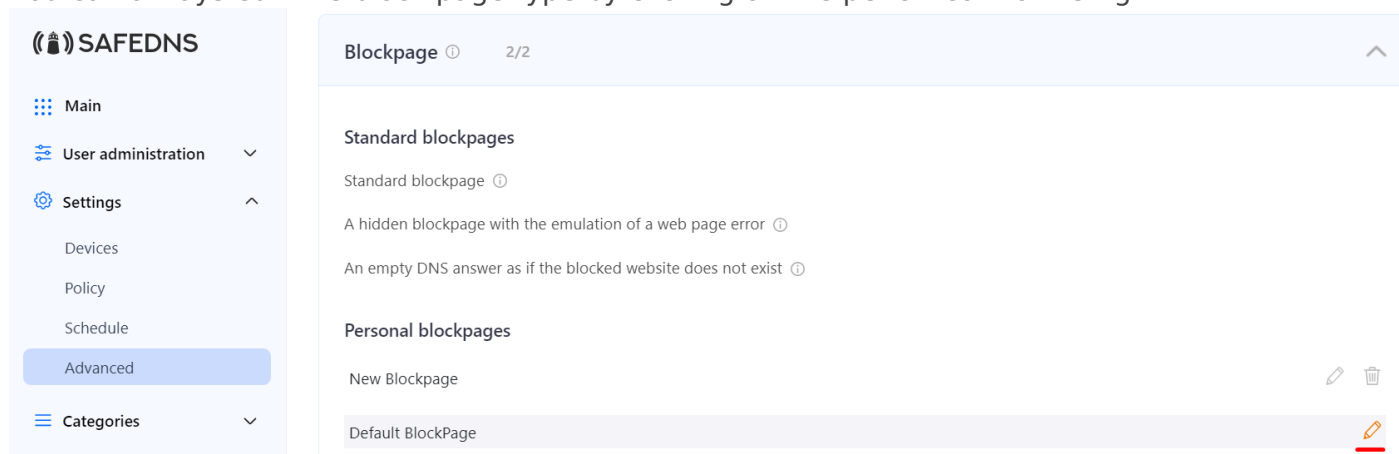 SAFEDNS
Main
User administration
Settings
Devices
Policy
Schedule
Advanced
Categories
Blockpage 2/2
Standard blockpages
Standard blockpage
A hidden blockpage with the emulation of a web page error
An empty DNS answer as if the blocked website does not exist
Personal blockpages
New Blockpage
Default BlockPage